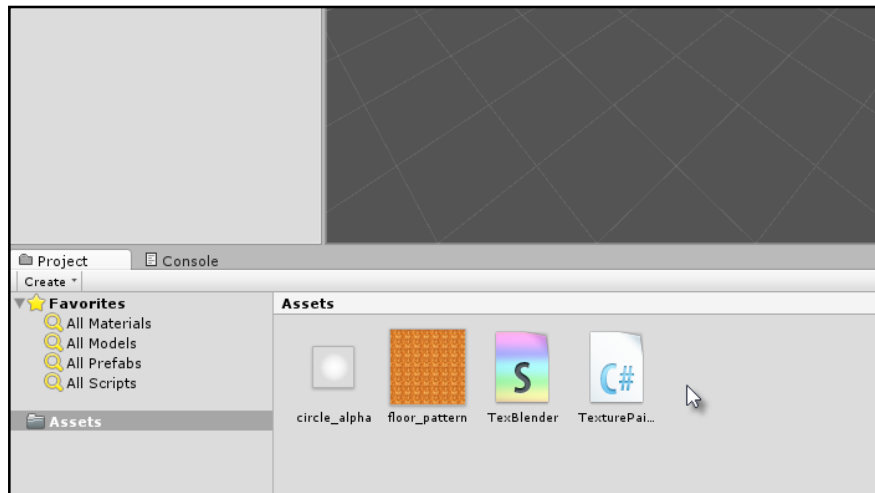 Project Console
Create
Favorites
All Materials
All Models
All Prefabs
All Scripts
Assets
Assets
S
C#
circle_alpha floor_pattern TexBlender TexturePai...